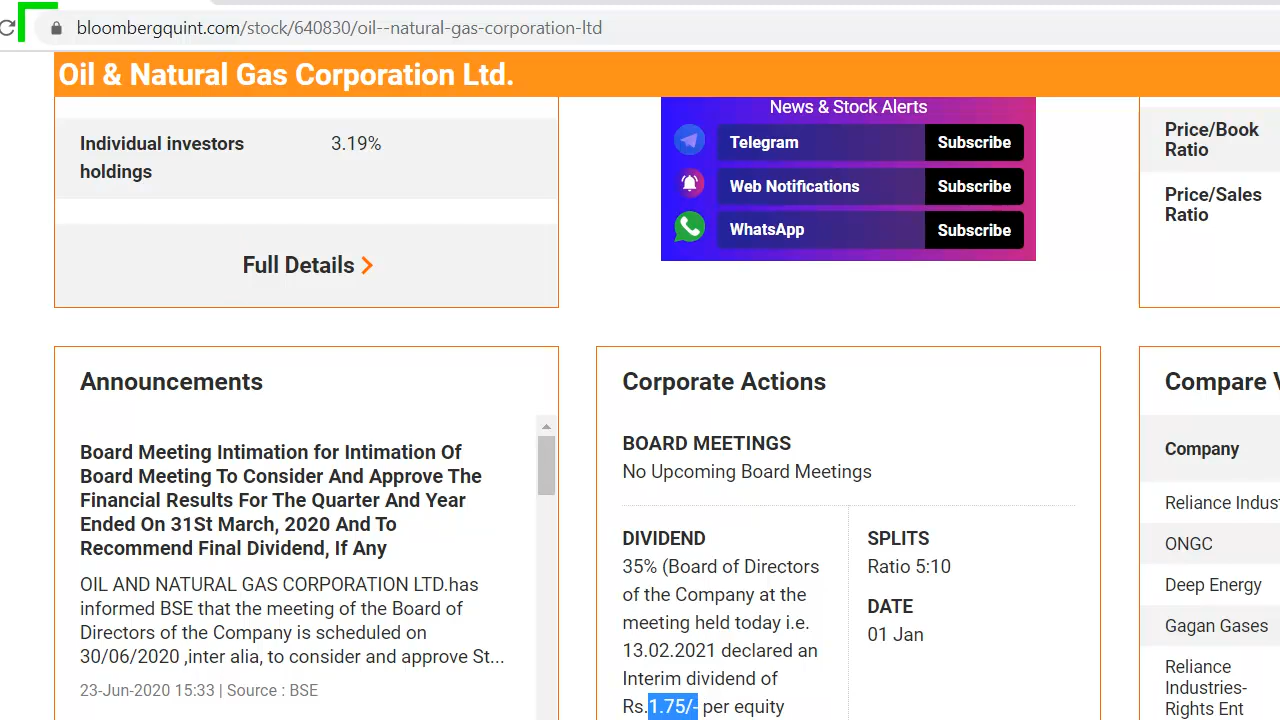 bloombergquint.com/stock/640830/oil--natural-gas-corporation-ltd
Oil & Natural Gas Corporation Ltd.
Individual investors
holdings
3.19%
Full Details
News & Stock Alerts
Telegram
Subscribe
Web Notifications
Subscribe
WhatsApp
Subscribe
Price/Book
Ratio
Price/Sales
Ratio
Announcements
Board Meeting Intimation for Intimation Of
Board Meeting To Consider And Approve The
Financial Results For The Quarter And Year
Ended On 31St March, 2020 And To
Recommend Final Dividend, If Any
OIL AND NATURAL GAS CORPORATION LTD.has
informed BSE that the meeting of the Board of
Directors of the Company is scheduled on
30/06/2020 ,inter alia, to consider and approve St...
23-Jun-2020 15:33 | Source : BSE
Corporate Actions
BOARD MEETINGS
No Upcoming Board Meetings
DIVIDEND
35% (Board of Directors
of the Company at the
meeting held today i.e.
13.02.2021 declared an
Interim dividend of
Rs.1.75/- per equity
SPLITS
Ratio 5:10
DATE
01 Jan
Compare
Company
Reliance Indust
ONGC
Deep Energy
Gagan Gases
Reliance
Industries-
Rights Ent